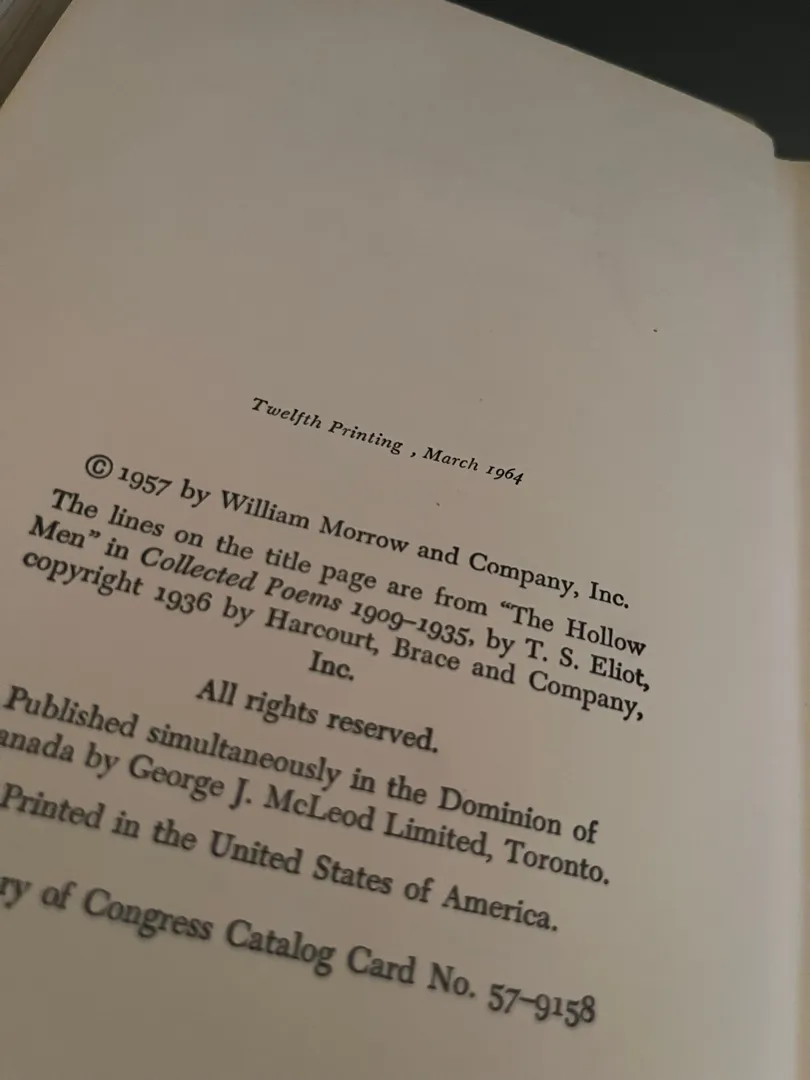 Twelfth Printing , March 1964
© 1957 by William Morrow and Company, Inc.
The lines on the title page are from “The Hollow
Men” in Collected Poems 1909–1935, by T. S. Eliot,
copyright 1936 by Harcourt, Brace and Company,
Inc.
All rights reserved.
Published simultaneously in the Dominion of
anada by George J. McLeod Limited, Toronto.
Printed in the United States of America.
ry of Congress Catalog Card No. 57–9158